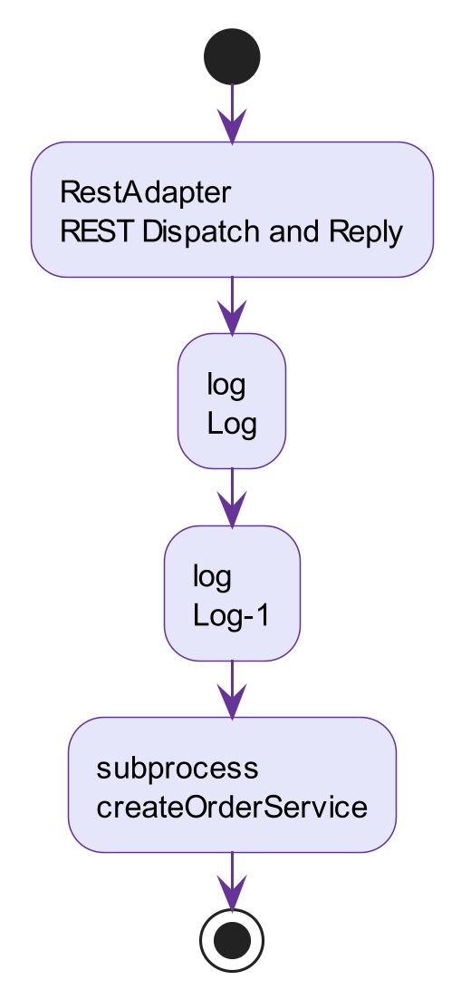 RestAdapter
REST Dispatch and Reply
log
Log
log
Log-1
subprocess
createOrderService